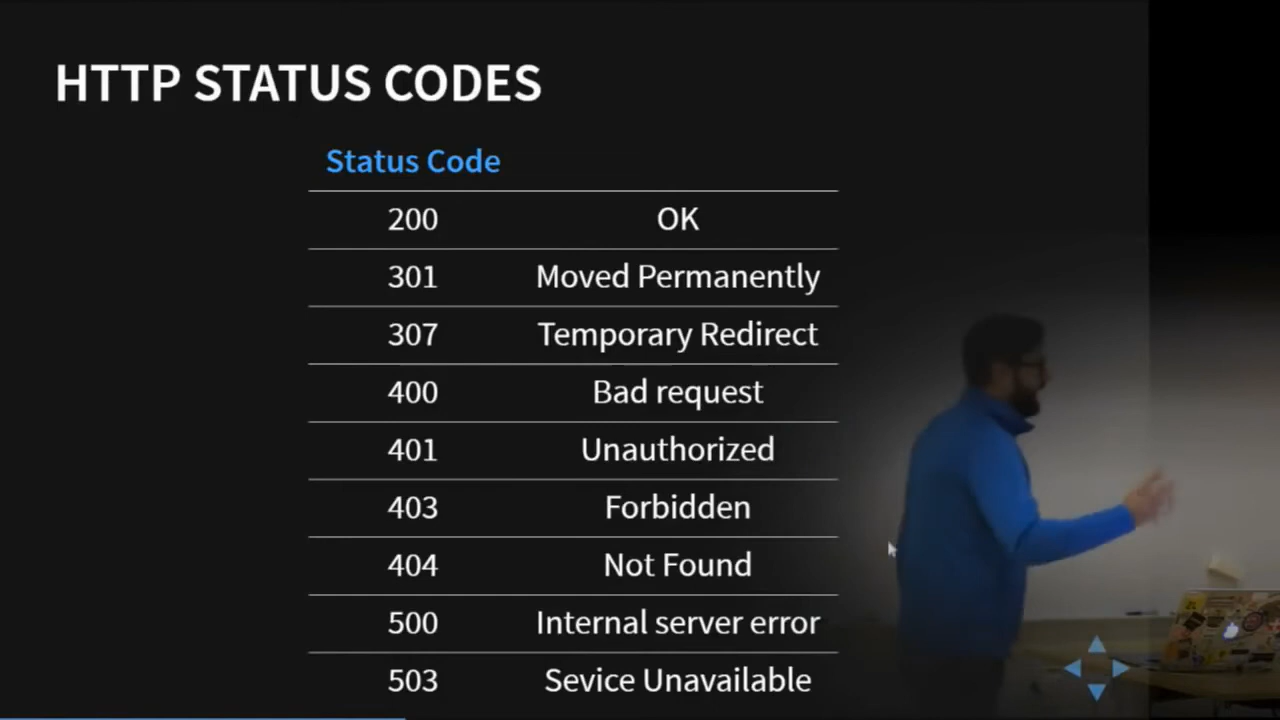 HTTP STATUS CODES
Status Code
200 OK
301 Moved Permanently
307 Temporary Redirect
400 Bad request
401 Unauthorized
403 Forbidden
404 Not Found
500 Internal server error
503 Sevice Unavailable